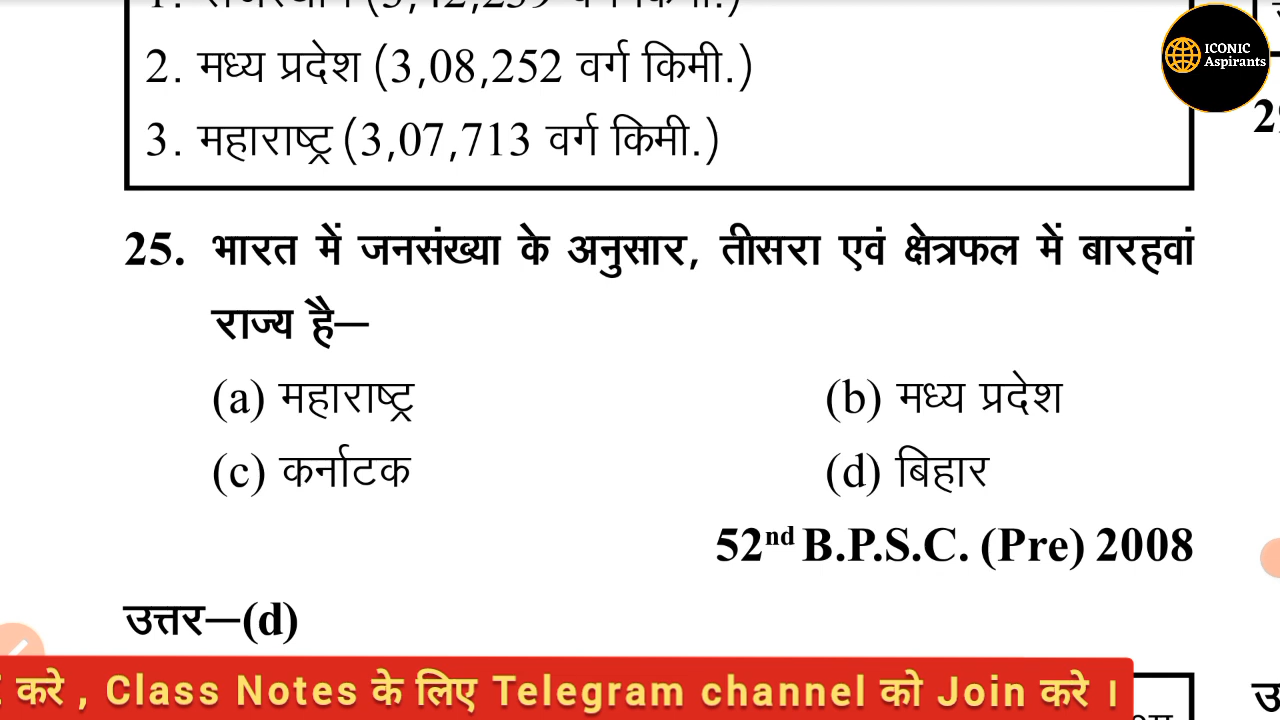 2. मध्य प्रदेश (3,08,252 वर्ग किमी.)
3. महाराष्ट्र (3,07,713 वर्ग किमी.)
ICONIC
Aspirants
25. भारत में जनसंख्या के अनुसार, तीसरा एवं क्षेत्रफल में बारहवां
राज्य है—
(a) महाराष्ट्र (b) मध्य प्रदेश
(c) कर्नाटक (d) बिहार
52nd B.P.S.C. (Pre) 2008
उत्तर—(d)
करे , Class Notes के लिए Telegram channel को Join करे ।